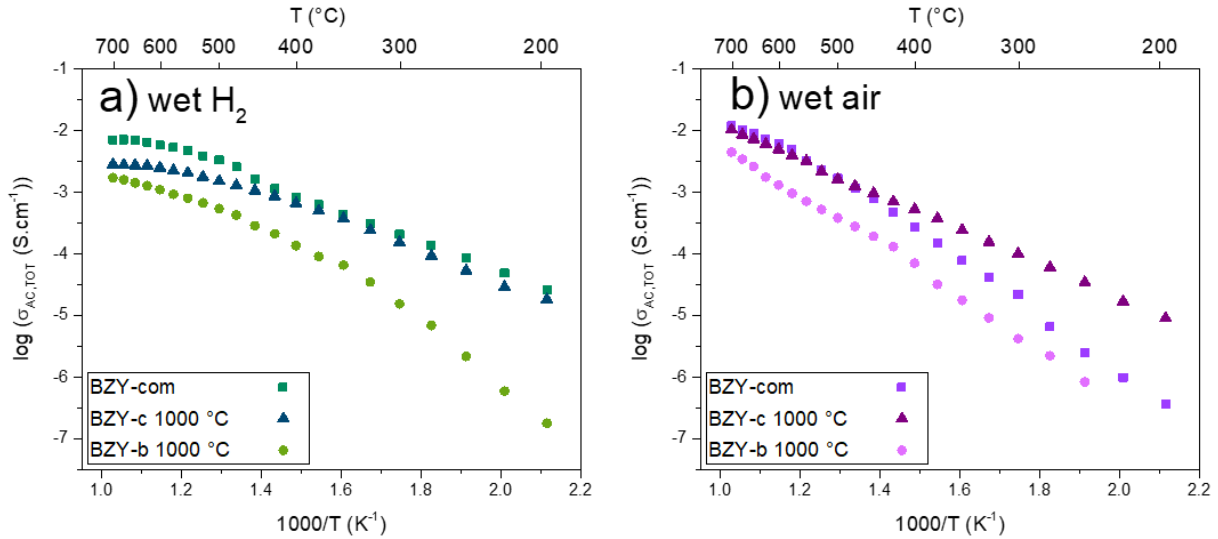 T (°C)
700 600 500 400 300 200
a) wet H₂
-1
-2
-3
-4
-5
-6
-7
log (σAC,TOT (S.cm⁻¹))
BZY-com
BZY-c 1000 °C
BZY-b 1000 °C
1.0 1.2 1.4 1.6 1.8 2.0 2.2
1000/T (K⁻¹)
T (°C)
700 600 500 400 300 200
b) wet air
-1
-2
-3
-4
-5
-6
-7
log (σAC,TOT (S.cm⁻¹))
BZY-com
BZY-c 1000 °C
BZY-b 1000 °C
1.0 1.2 1.4 1.6 1.8 2.0 2.2
1000/T (K⁻¹)